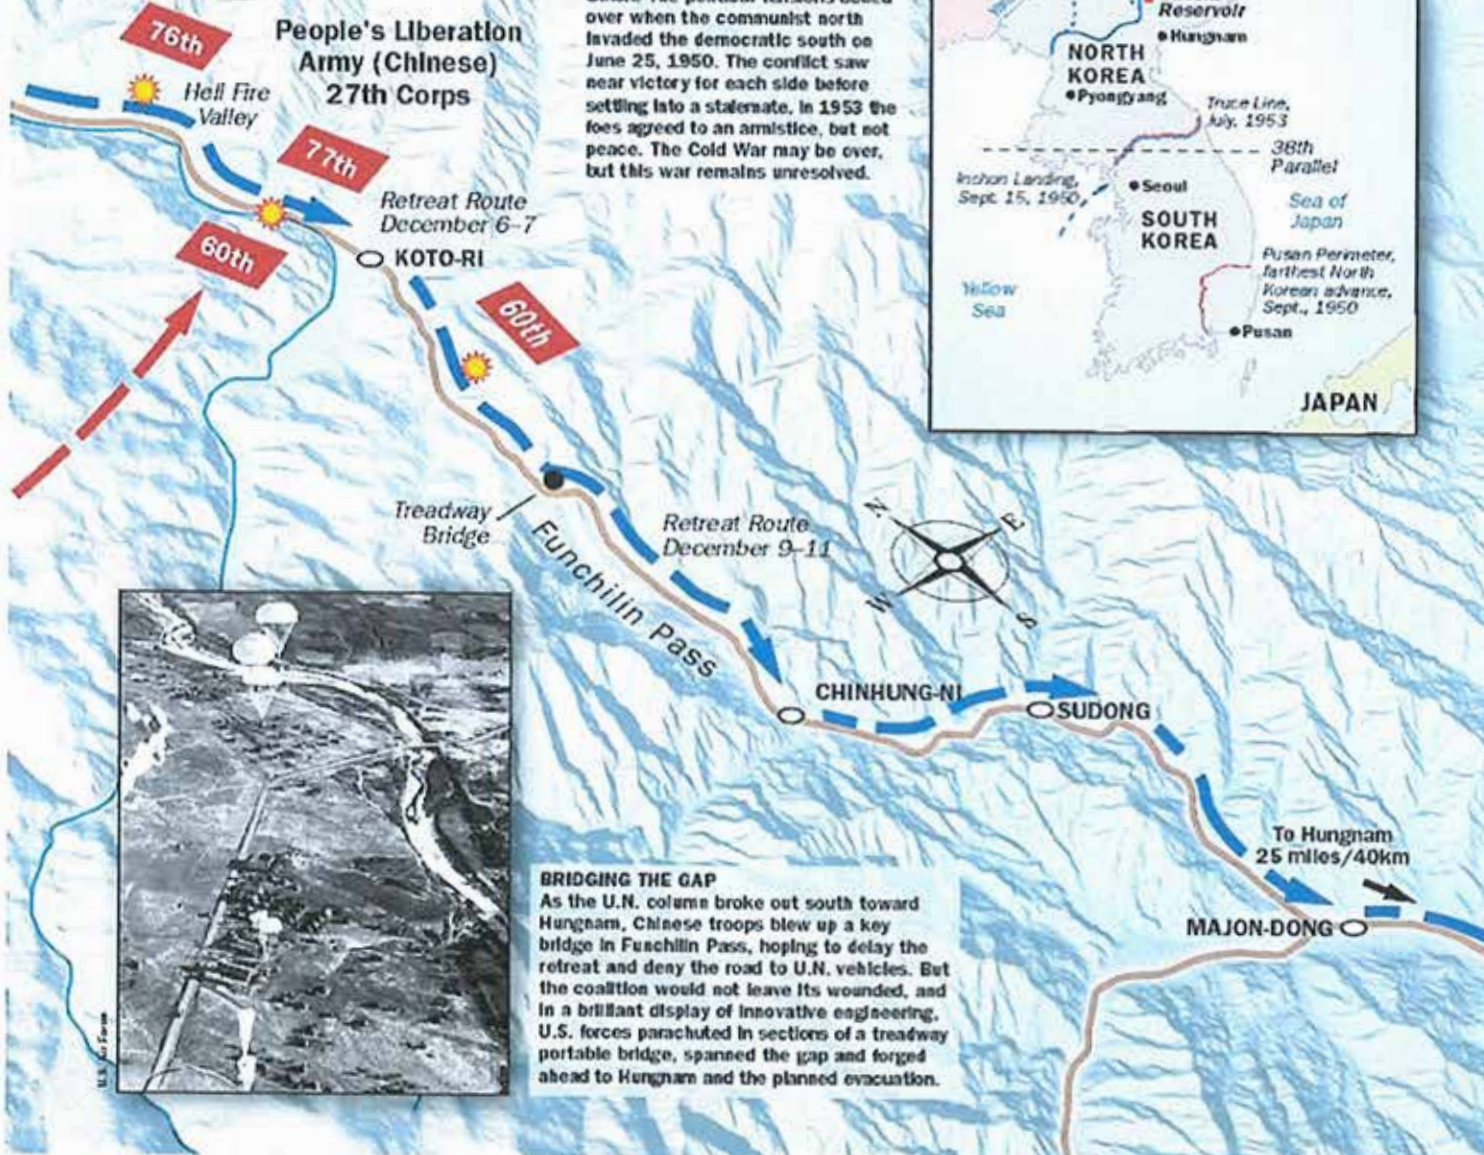 76th
People's Liberation
Army (Chinese)
27th Corps
Hell Fire
Valley
77th
Retreat Route
December 6–7
60th
KOTO-RI
60th
over when the communist north
invaded the democratic south on
June 25, 1950. The conflict saw
near victory for each side before
settling into a stalemate. In 1953 the
foes agreed to an armistice, but not
peace. The Cold War may be over,
but this war remains unresolved.
Reservoir
Hungnam
NORTH
KOREA
Pyongyang
Truce Line,
July, 1953
38th
Parallel
Inchon Landing,
Sept. 15, 1950
Seoul
Sea of
Japan
SOUTH
KOREA
Pusan Perimeter,
farthest North
Korean advance,
Sept., 1950
Yellow
Sea
Pusan
JAPAN
Treadway
Bridge
Funchilin Pass
Retreat Route
December 9–11
N
E
W
S
CHINHUNG-NI
SUDONG
To Hungnam
25 miles/40km
MAJON-DONG
BRIDGING THE GAP
As the U.N. column broke out south toward
Hungnam, Chinese troops blew up a key
bridge in Funchilin Pass, hoping to delay the
retreat and deny the road to U.N. vehicles. But
the coalition would not leave its wounded, and
in a brilliant display of innovative engineering,
U.S. forces parachuted in sections of a treadway
portable bridge, spanned the gap and forged
ahead to Hungnam and the planned evacuation.
U.S. Air Force